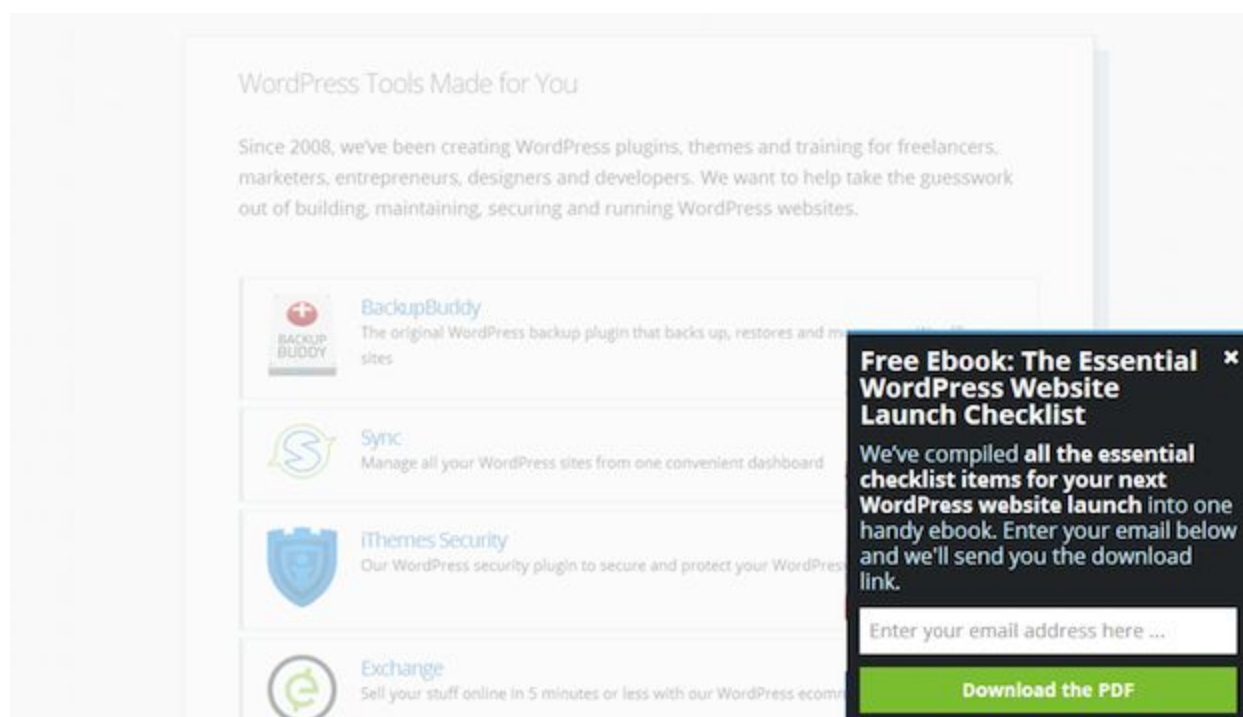 WordPress Tools Made for You
Since 2008, we've been creating WordPress plugins, themes and training for freelancers,
marketers, entrepreneurs, designers and developers. We want to help take the guesswork
out of building, maintaining, securing and running WordPress websites.
BACKUP
BUDDY
BackupBuddy
The original WordPress backup plugin that backs up, restores and
sites
Sync
Manage all your WordPress sites from one convenient dashboard
iThemes Security
Our WordPress security plugin to secure and protect your WordPres
Exchange
Sell your stuff online in 5 minutes or less with our WordPress ecom
Free Ebook: The Essential ×
WordPress Website
Launch Checklist
We've compiled all the essential
checklist items for your next
WordPress website launch into one
handy ebook. Enter your email below
and we'll send you the download
link.
Enter your email address here ...
Download the PDF